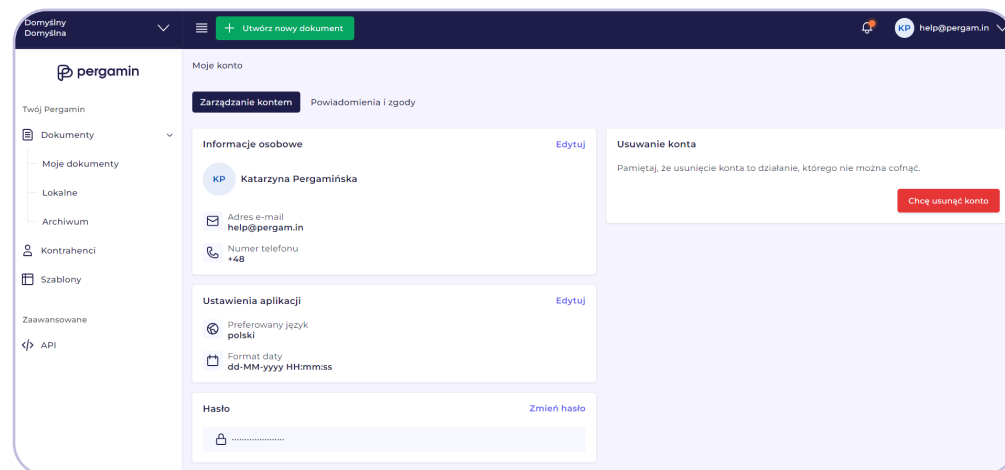 Domyślny
Domyślna
Utwórz nowy dokument
KP
help@pergam.in
pergamin
Twój Pergamin
Dokumenty
Moje dokumenty
Lokalne
Archiwum
Kontrahenci
Szablony
Zaawansowane
API
Moje konto
Zarządzanie kontem
Powiadomienia i zgody
Informacje osobowe
Edytuj
KP
Katarzyna Pergamińska
Adres e-mail
help@pergam.in
Numer telefonu
+48
Ustawienia aplikacji
Edytuj
Preferowany język
polski
Format daty
dd-MM-yyyy HH:mm:ss
Hasło
Zmień hasło
Usuwanie konta
Pamiętaj, że usunięcie konta to działanie, którego nie można cofnąć.
Chcę usunąć konto